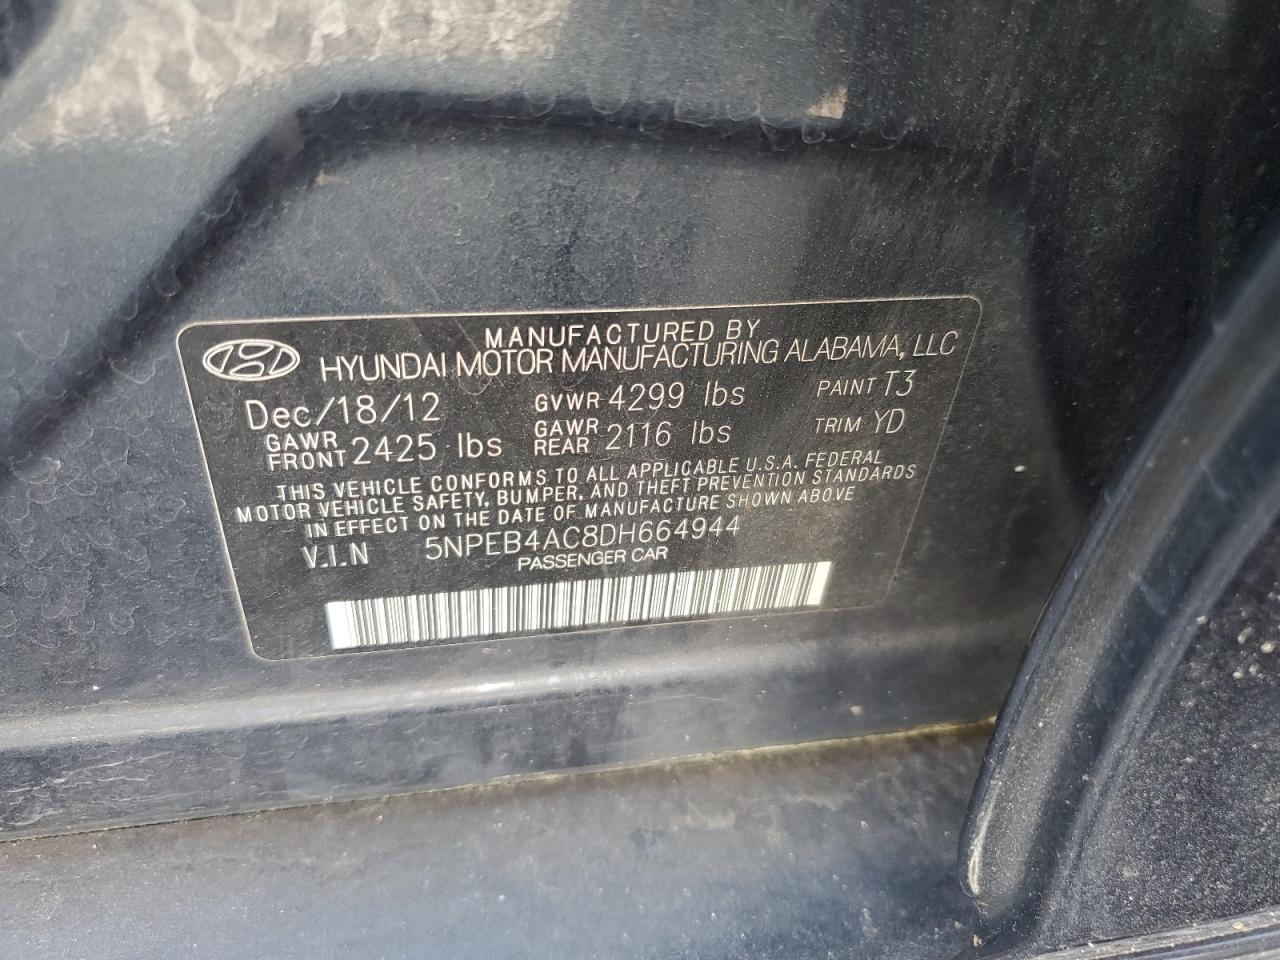 MANUFACTURED BY
HYUNDAI MOTOR MANUFACTURING ALABAMA, LLC
Dec/18/12 GVWR 4299 lbs PAINT T3
GAWR FRONT 2425 lbs GAWR REAR 2116 lbs TRIM YD
THIS VEHICLE CONFORMS TO ALL APPLICABLE U.S.A. FEDERAL
MOTOR VEHICLE SAFETY, BUMPER, AND THEFT PREVENTION STANDARDS
IN EFFECT ON THE DATE OF MANUFACTURE SHOWN ABOVE
V.I.N 5NPEB4AC8DH664944
PASSENGER CAR